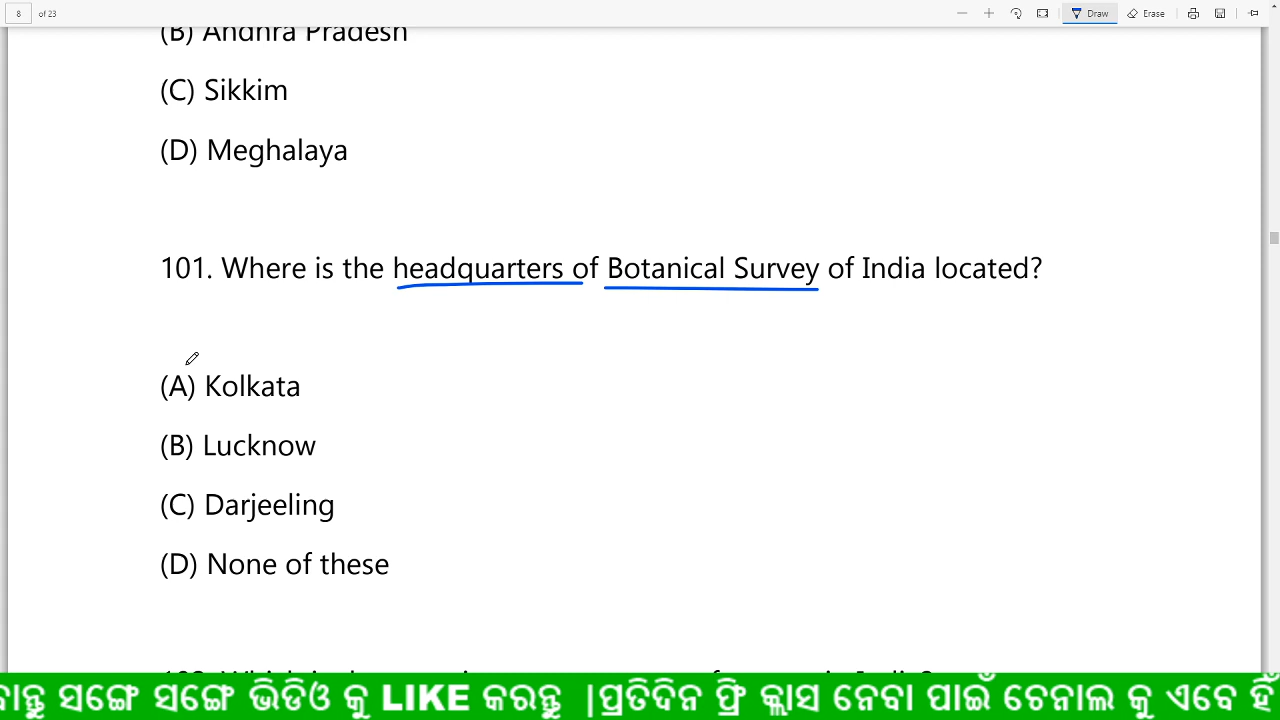 8 of 23 Draw Erase
(B) Andhra Pradesh
(C) Sikkim
(D) Meghalaya
101. Where is the headquarters of Botanical Survey of India located?
(A) Kolkata
(B) Lucknow
(C) Darjeeling
(D) None of these
ସଙ୍ଗେ ସଙ୍ଗେ ଭିଡିଓ କୁ LIKE କରନ୍ତୁ |ପ୍ରତିଦିନ ଫ୍ରି କ୍ଲାସ ନେବା ପାଇଁ ଚେନାଲ କୁ ଏବେ